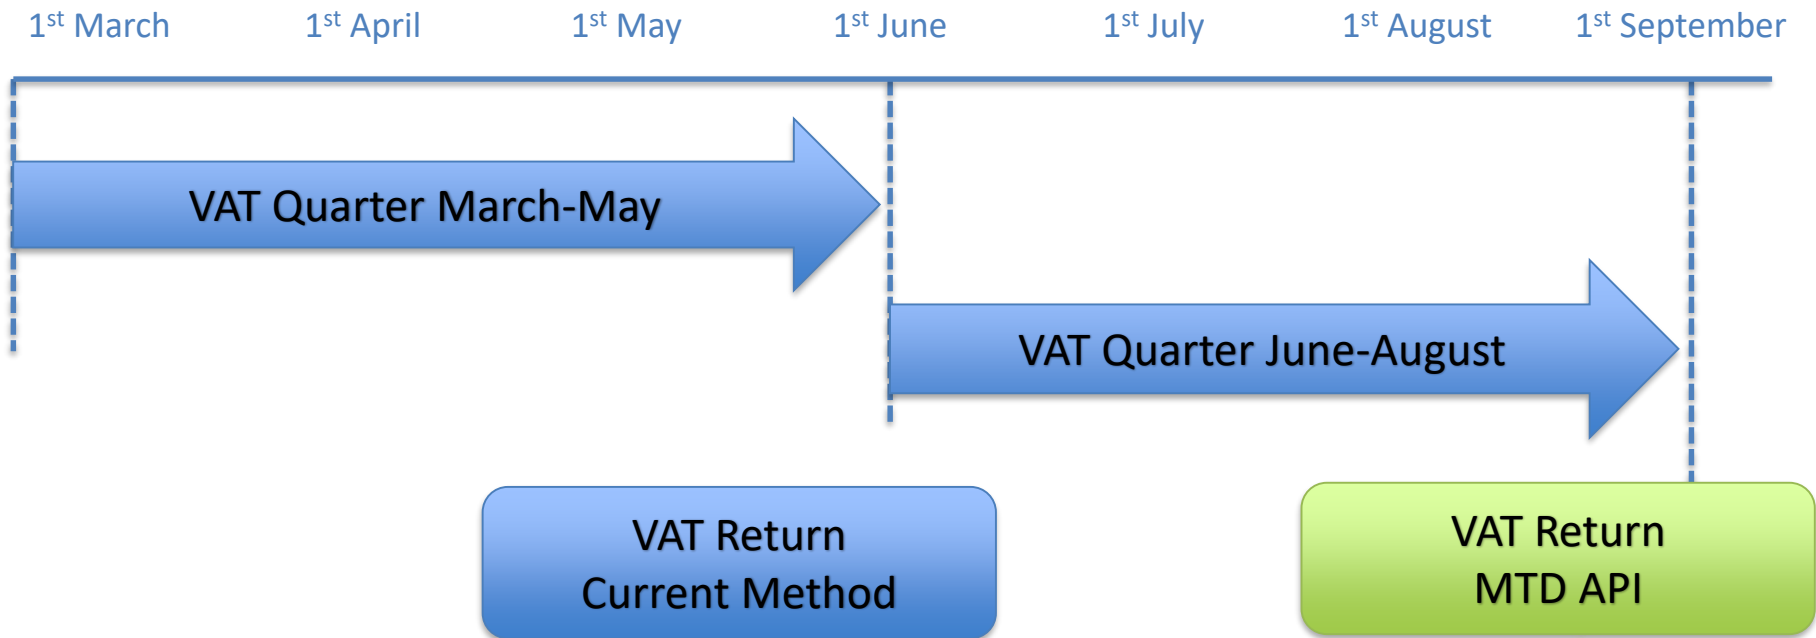 1st March 1st April 1st May 1st June 1st July 1st August 1st September
VAT Quarter March-May
VAT Quarter June-August
VAT Return
Current Method
VAT Return
MTD API